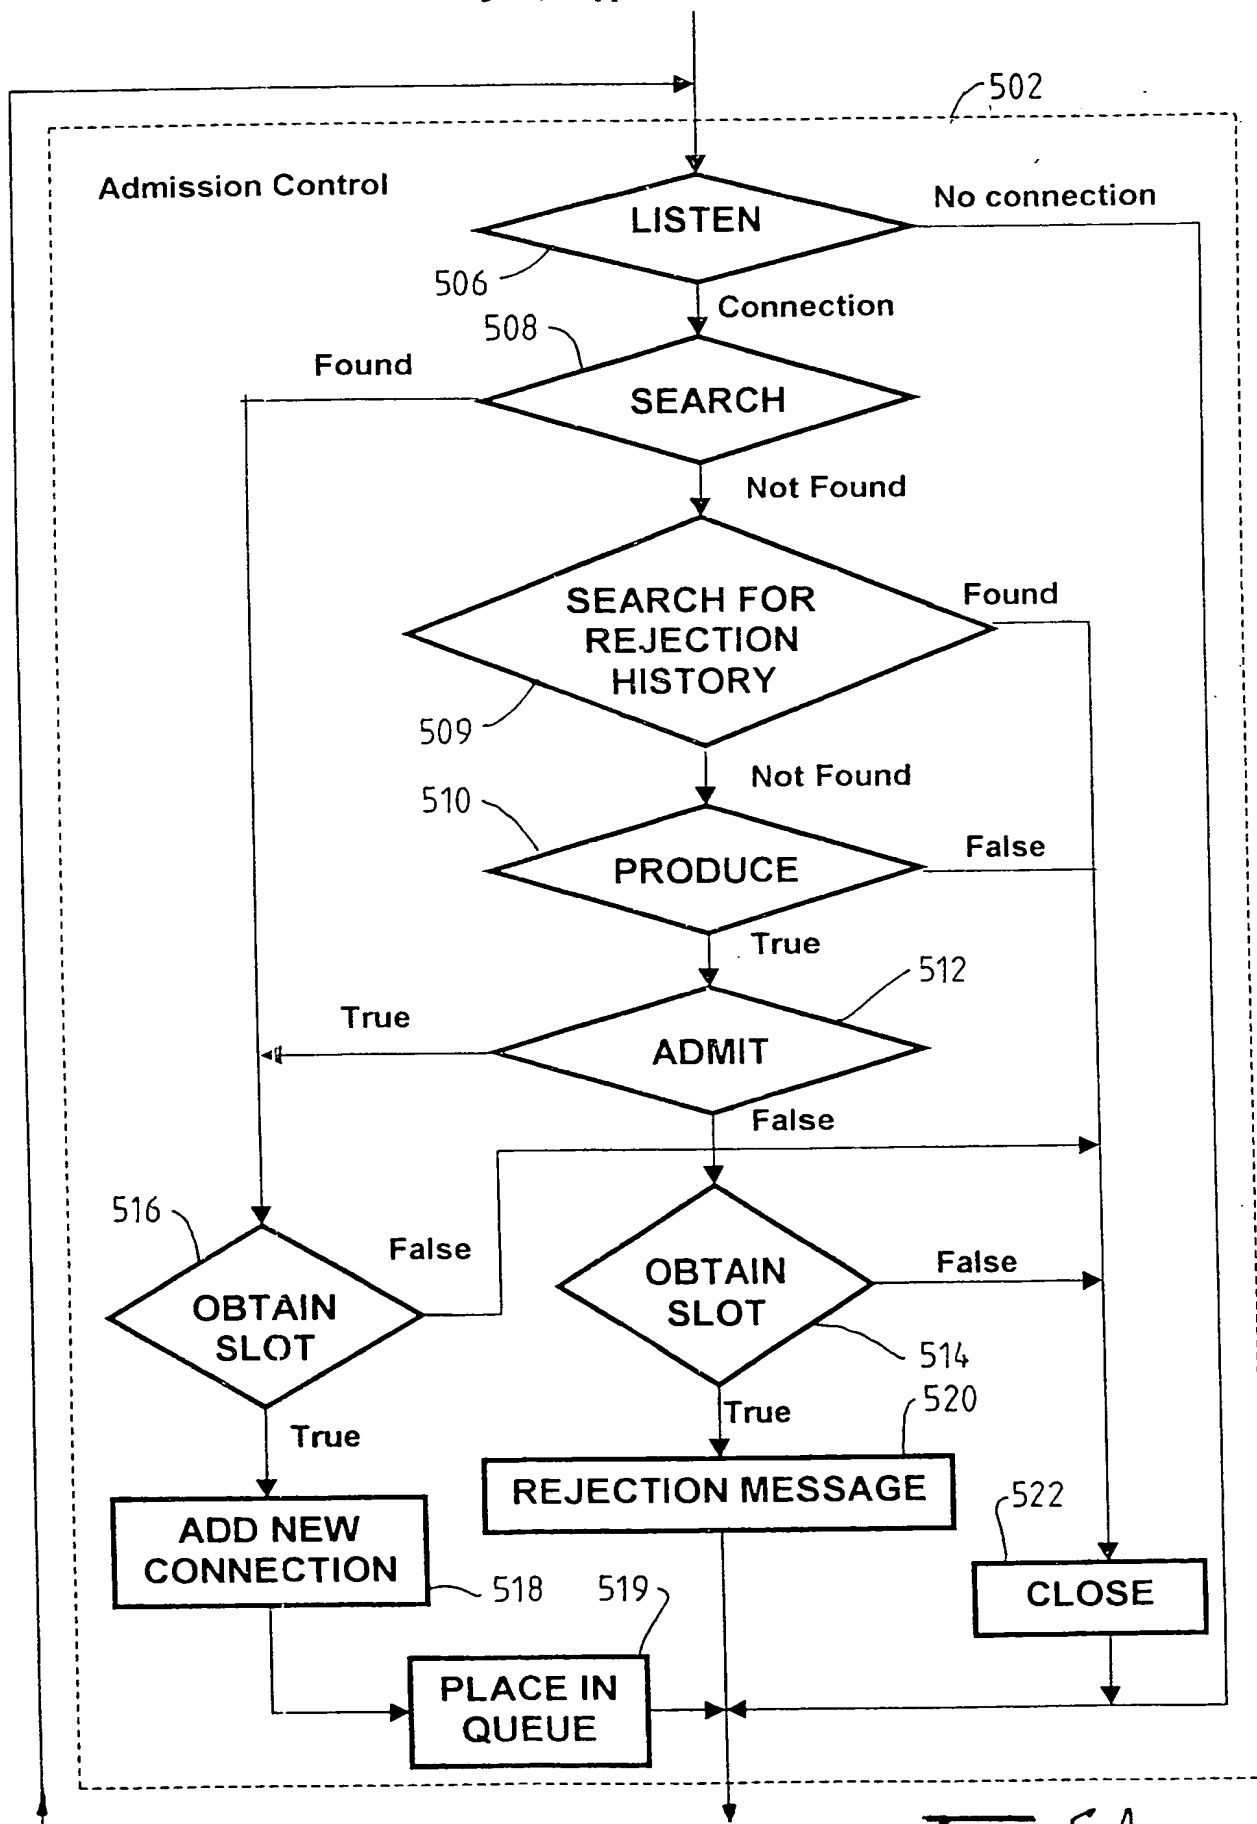 502
Admission Control
LISTEN
No connection
506
Connection
508
Found
SEARCH
Not Found
SEARCH FOR
REJECTION
HISTORY
Found
509
Not Found
510
PRODUCE
False
True
512
True
ADMIT
False
516
False
OBTAIN
SLOT
OBTAIN
SLOT
False
514
True
True
520
REJECTION MESSAGE
ADD NEW
CONNECTION
518
522
CLOSE
519
PLACE IN
QUEUE